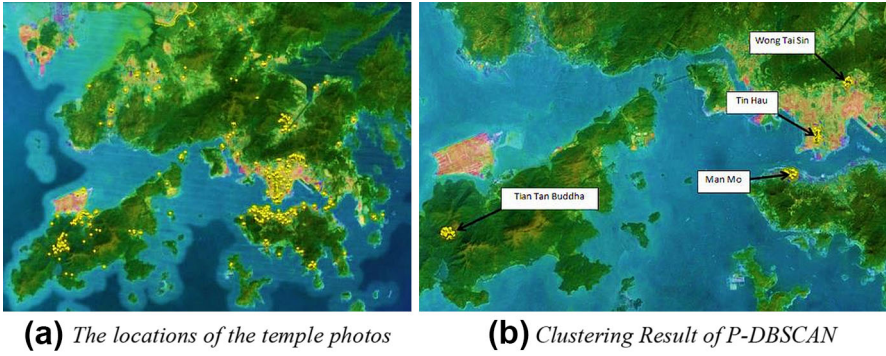 Wong Tai Sin
Tin Hau
Man Mo
Tian Tan Buddha
(a) The locations of the temple photos
(b) Clustering Result of P-DBSCAN